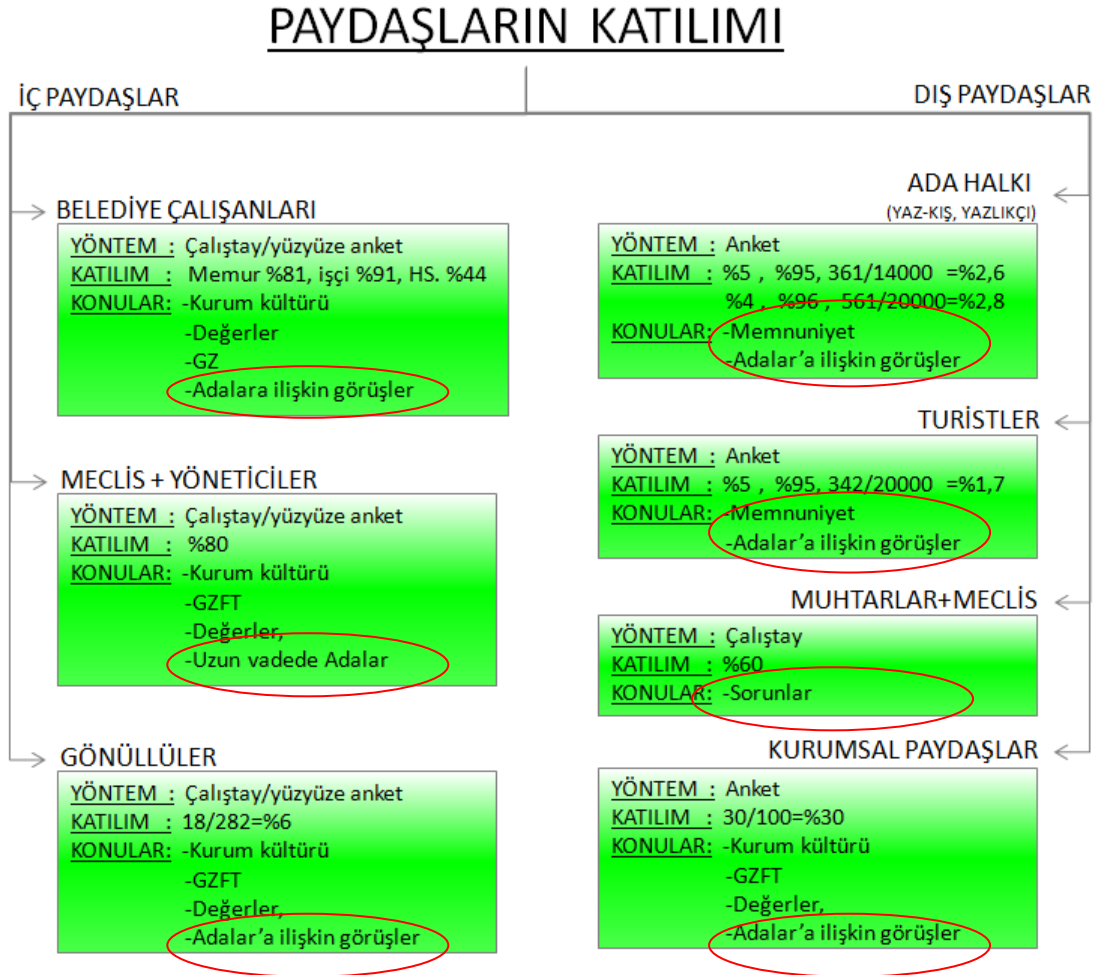 PAYDAŞLARIN KATILIMI
İÇ PAYDAŞLAR
BELEDİYE ÇALIŞANLARI
YÖNTEM : Çalıştay/yüzyüze anket
KATILIM : Memur %81, işçi %91, HS. %44
KONULAR: -Kurum kültürü
-Değerler
-GZ
-Adalara ilişkin görüşler
MECLİS + YÖNETİCİLER
YÖNTEM : Çalıştay/yüzyüze anket
KATILIM : %80
KONULAR: -Kurum kültürü
-GZFT
-Değerler,
-Uzun vadede Adalar
GÖNÜLLÜLER
YÖNTEM : Çalıştay/yüzyüze anket
KATILIM : 18/282=%6
KONULAR: -Kurum kültürü
-GZFT
-Değerler,
-Adalar’a ilişkin görüşler
DIŞ PAYDAŞLAR
ADA HALKI
(YAZ-KIŞ, YAZLIKÇI)
YÖNTEM : Anket
KATILIM : %5 , %95, 361/14000 =%2,6
%4 , %96 , 561/20000=%2,8
KONULAR: -Memnuniyet
-Adalar’a ilişkin görüşler
TURİSTLER
YÖNTEM : Anket
KATILIM : %5 , %95, 342/20000 =%1,7
KONULAR: -Memnuniyet
-Adalar’a ilişkin görüşler
MUHTARLAR+MECLİS
YÖNTEM : Çalıştay
KATILIM : %60
KONULAR: -Sorunlar
KURUMSAL PAYDAŞLAR
YÖNTEM : Anket
KATILIM : 30/100=%30
KONULAR: -Kurum kültürü
-GZFT
-Değerler,
-Adalar’a ilişkin görüşler